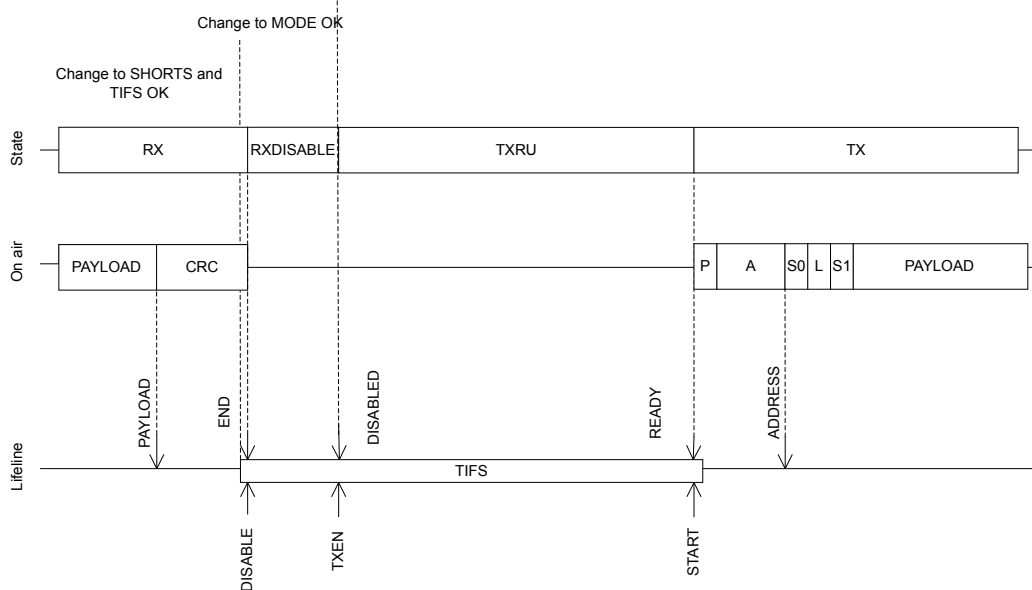 Change to MODE OK
Change to SHORTS and
TIFS OK
State
RX
RXDISABLE
TXRU
TX
On air
PAYLOAD
CRC
P
A
S0
L
S1
PAYLOAD
Lifeline
PAYLOAD
END
DISABLED
READY
ADDRESS
TIFS
DISABLE
TXEN
START